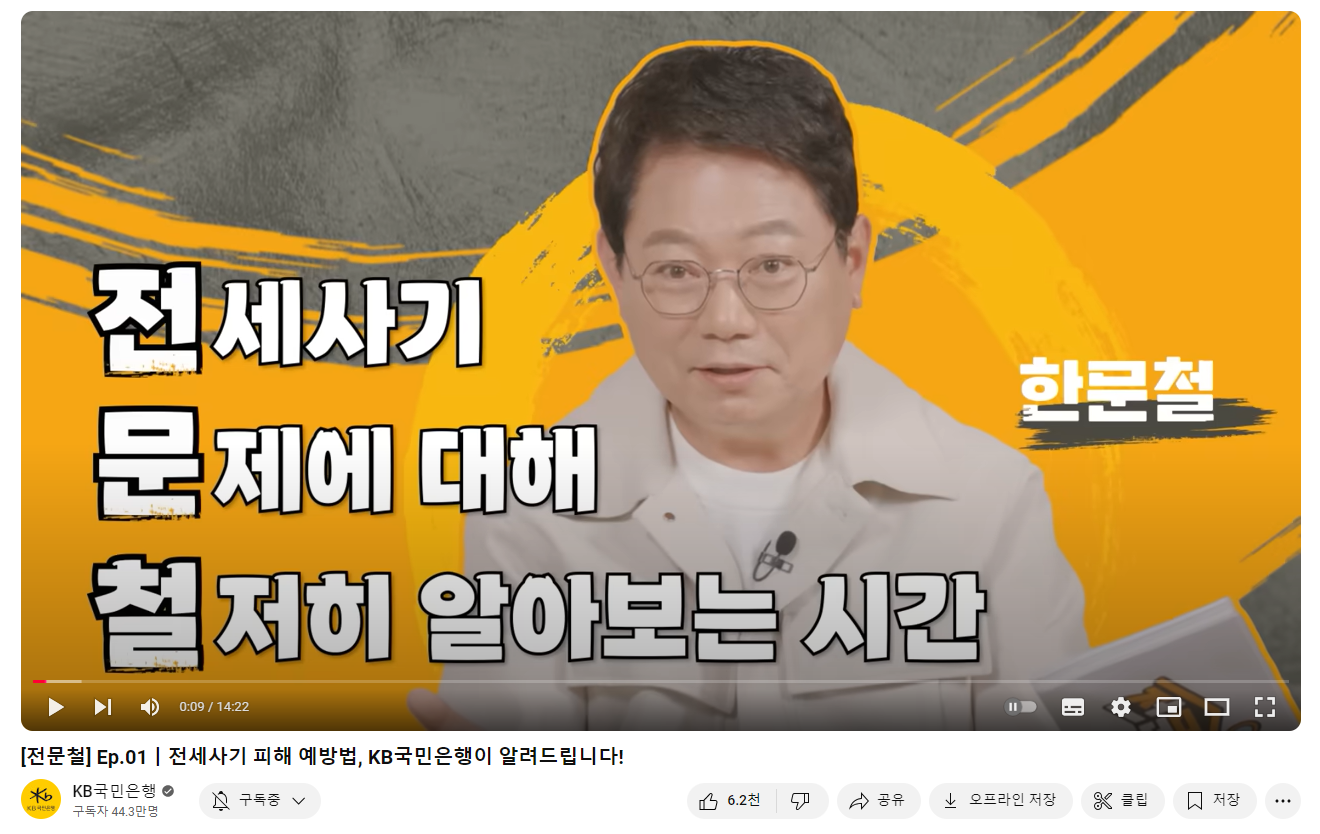 전세사기
문제에 대해
철저히 알아보는 시간
한문철
0:09 / 14:22
[전문철] Ep.01 | 전세사기 피해 예방법, KB국민은행이 알려드립니다!
KB국민은행
구독자 44.3만명
구독중
6.2천
공유
오프라인 저장
클립
저장